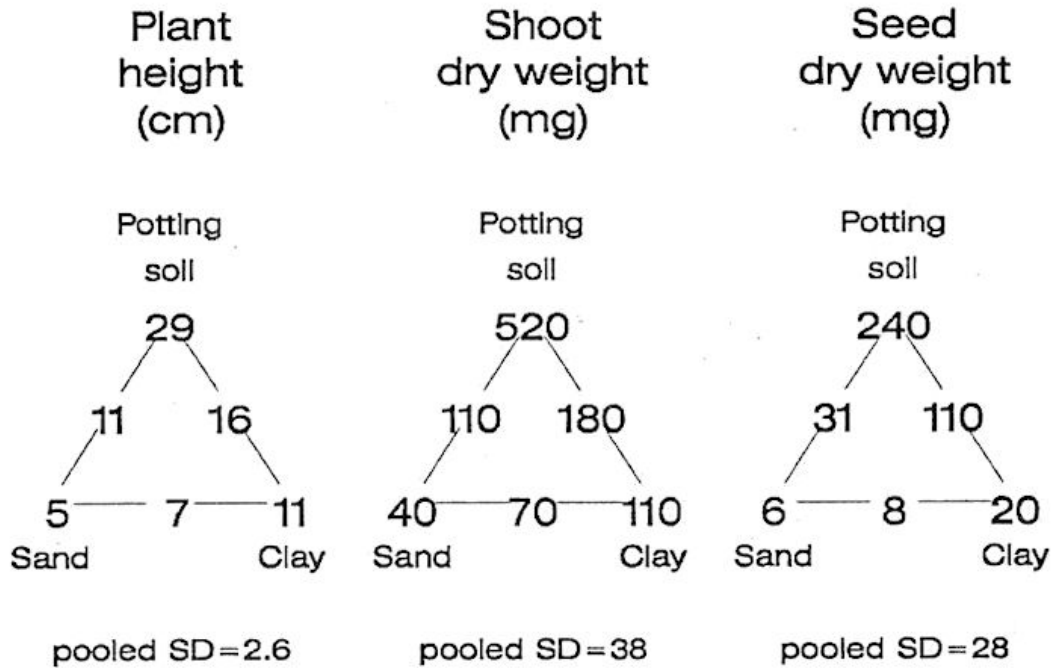 Plant
height
(cm)
Shoot
dry weight
(mg)
Seed
dry weight
(mg)
Potting
soil
29
11 16
5 7 11
Sand Clay
pooled SD=2.6
Potting
soil
520
110 180
40 70 110
Sand Clay
pooled SD=38
Potting
soil
240
31 110
6 8 20
Sand Clay
pooled SD=28